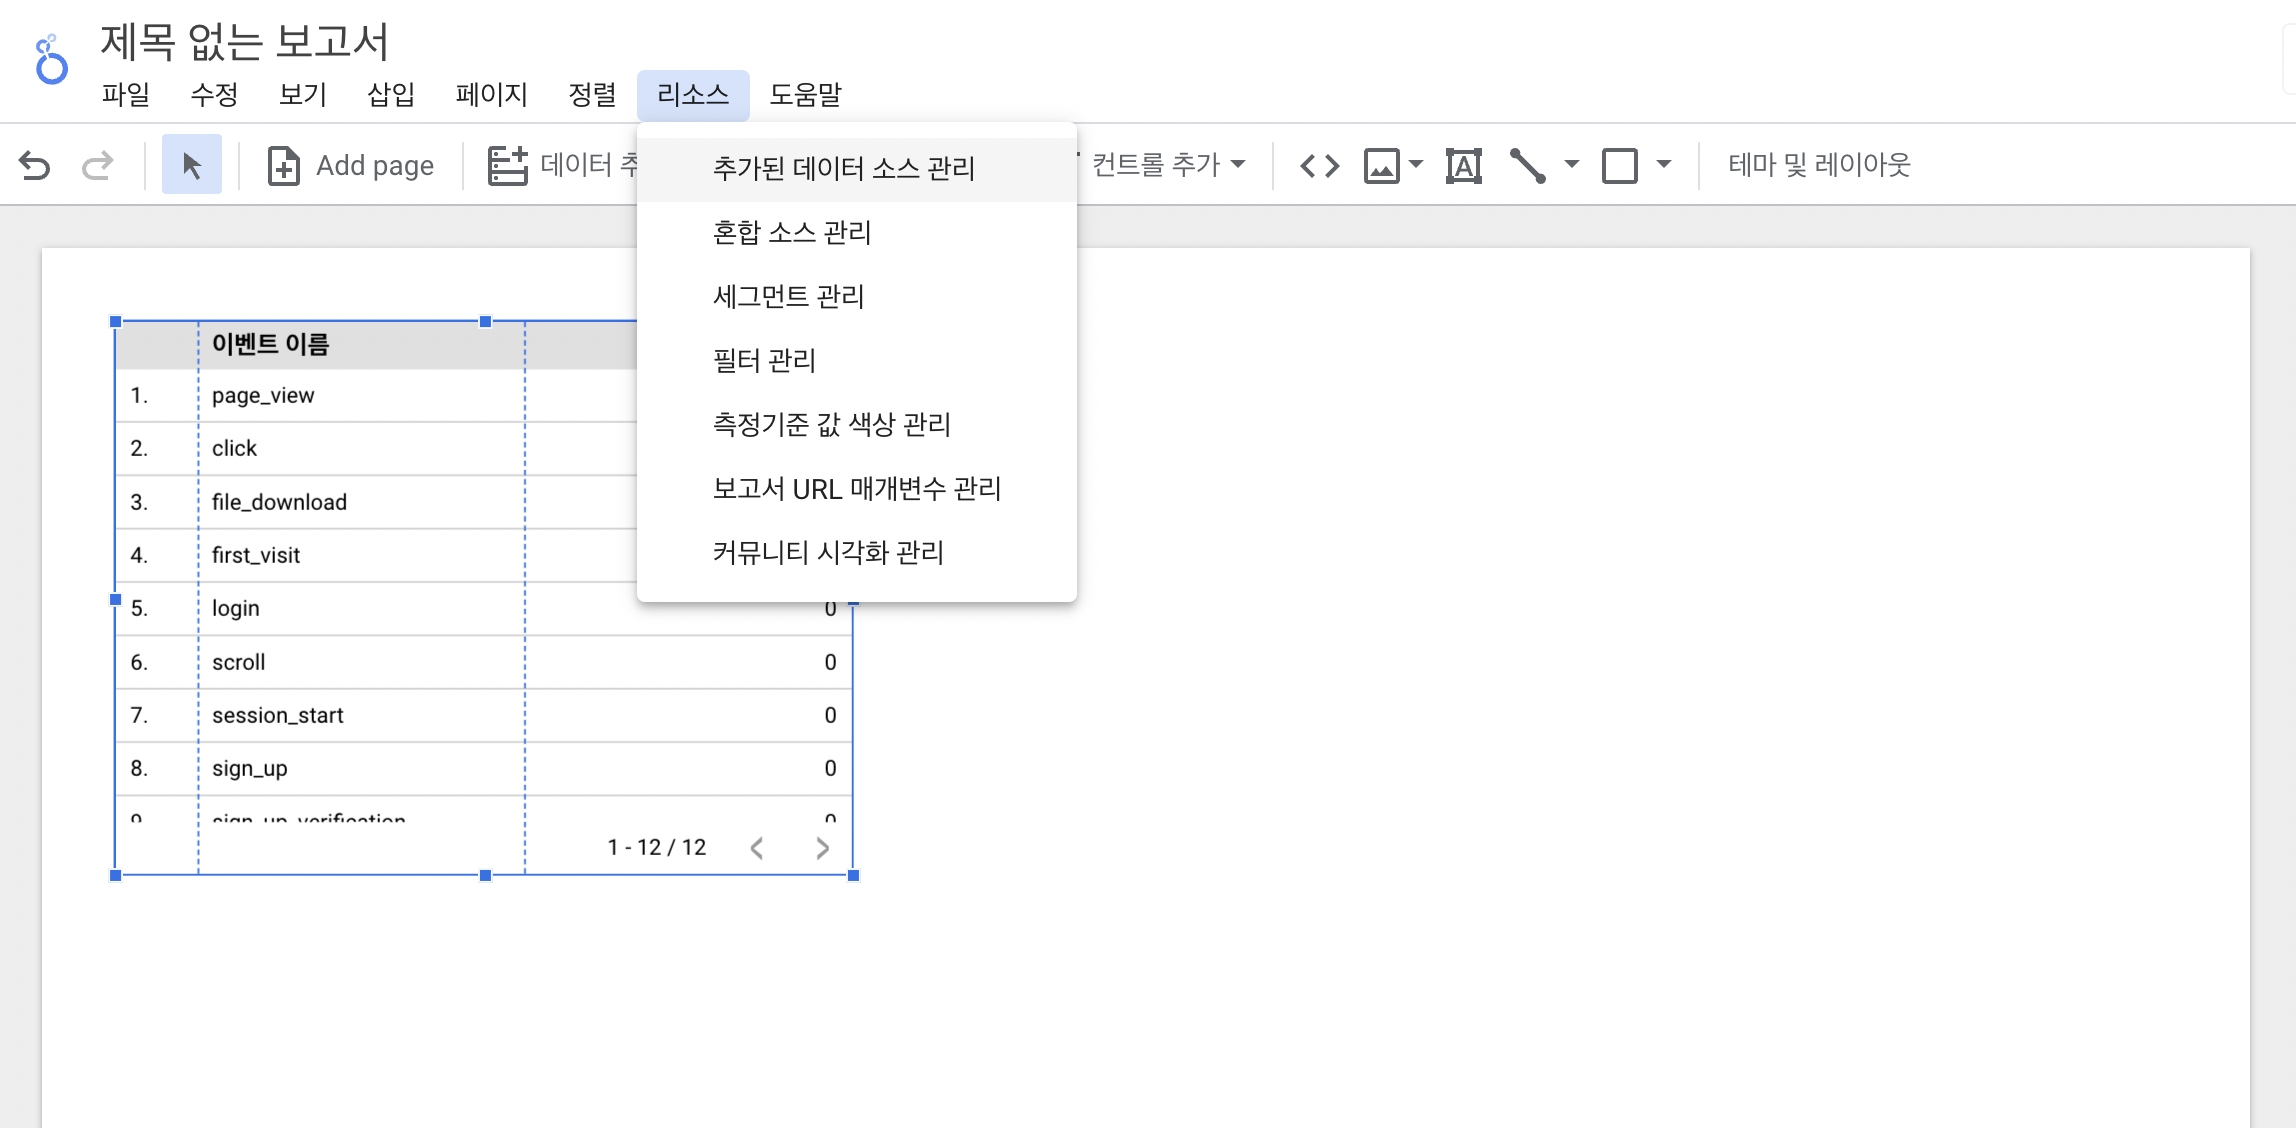 제목 없는 보고서
파일 수정 보기 삽입 페이지 정렬 리소스 도움말
Add page 데이터 컨트롤 추가 테마 및 레이아웃
추가된 데이터 소스 관리
혼합 소스 관리
세그먼트 관리
필터 관리
측정기준 값 색상 관리
보고서 URL 매개변수 관리
커뮤니티 시각화 관리
이벤트 이름
1. page_view
2. click
3. file_download
4. first_visit
5. login 0
6. scroll 0
7. session_start 0
8. sign_up 0
9. sign_up_verification 0
1 - 12 / 12